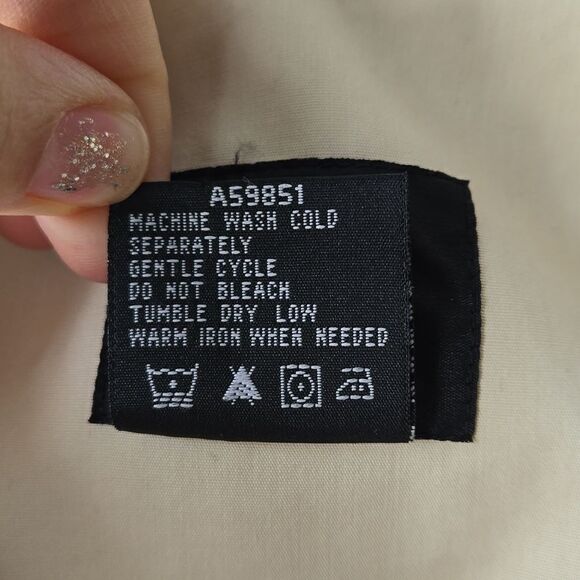 A59851
MACHINE WASH COLD
SEPARATELY
GENTLE CYCLE
DO NOT BLEACH
TUMBLE DRY LOW
WARM IRON WHEN NEEDED